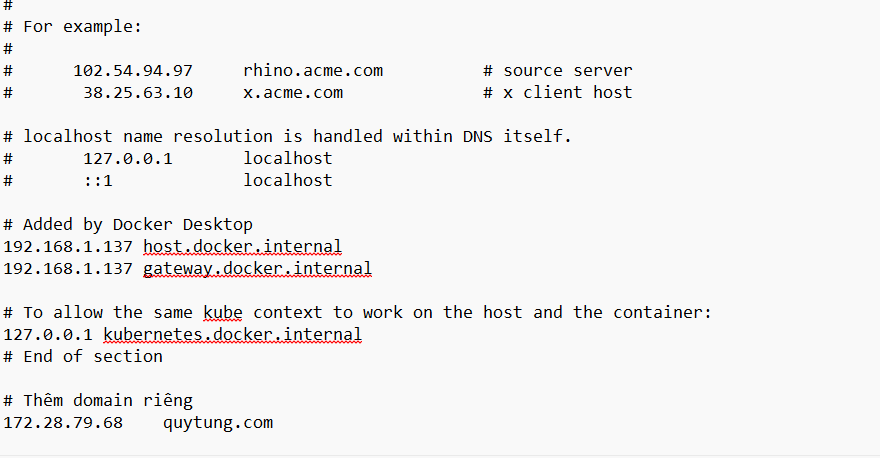 #
# For example:
#
#      102.54.94.97     rhino.acme.com          # source server
#       38.25.63.10     x.acme.com              # x client host
# localhost name resolution is handled within DNS itself.
#       127.0.0.1       localhost
#       ::1             localhost
# Added by Docker Desktop
192.168.1.137 host.docker.internal
192.168.1.137 gateway.docker.internal
# To allow the same kube context to work on the host and the container:
127.0.0.1 kubernetes.docker.internal
# End of section
# Thêm domain riêng
172.28.79.68    quytung.com